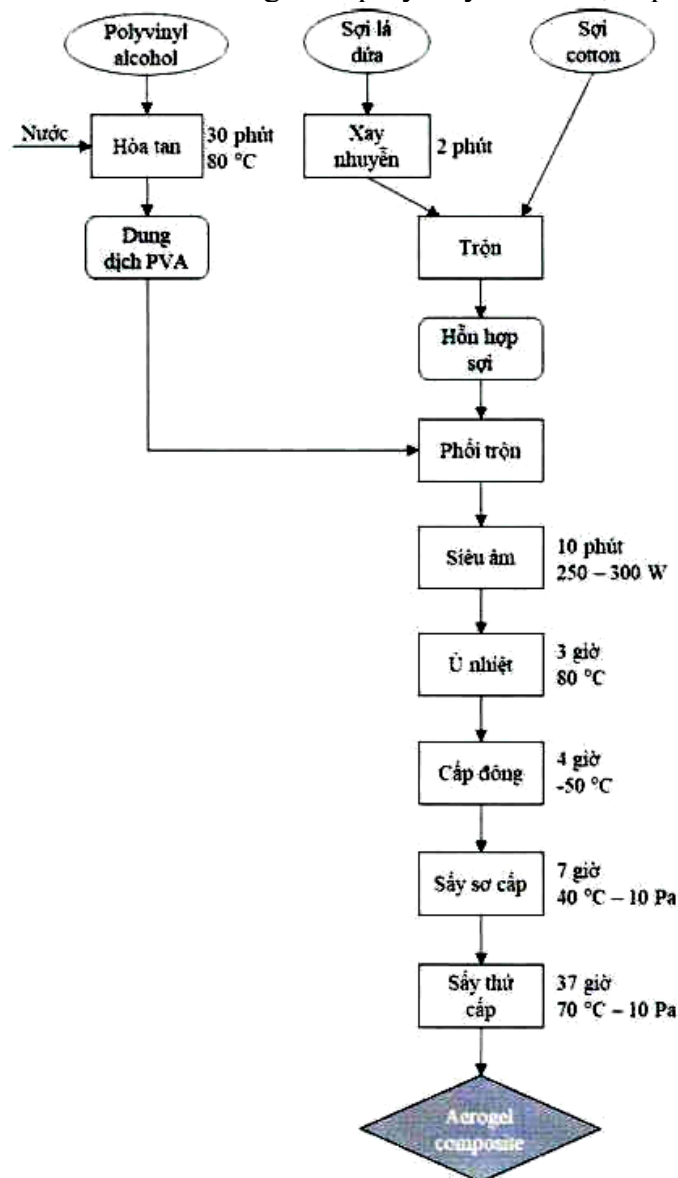 Polyvinyl
alcohol
Sợi lá
dứa
Sợi
cotton
Nước
Hòa tan
30 phút
80 °C
Xay
nhuyễn
2 phút
Dung
dịch PVA
Trộn
Hỗn hợp
sợi
Phối trộn
Siêu âm
10 phút
250 – 300 W
Ủ nhiệt
3 giờ
80 °C
Cấp đông
4 giờ
-50 °C
Sấy sơ cấp
7 giờ
40 °C – 10 Pa
Sấy thứ
cấp
37 giờ
70 °C – 10 Pa
Aerogel
composite